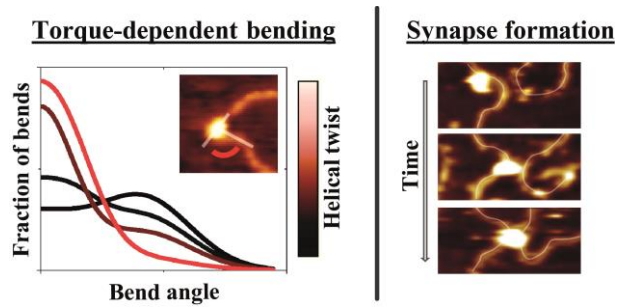 Torque-dependent bending
Fraction of bends
Bend angle
Helical twist
Synapse formation
Time